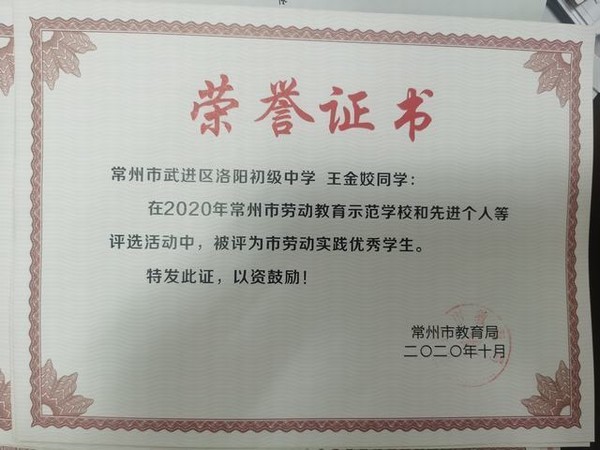 荣誉证书
常州市武进区洛阳初级中学 王金姣同学：
在2020年常州市劳动教育示范学校和先进个人等
评选活动中，被评为市劳动实践优秀学生。
特发此证，以资鼓励！
常州市教育局
二〇二〇年十月